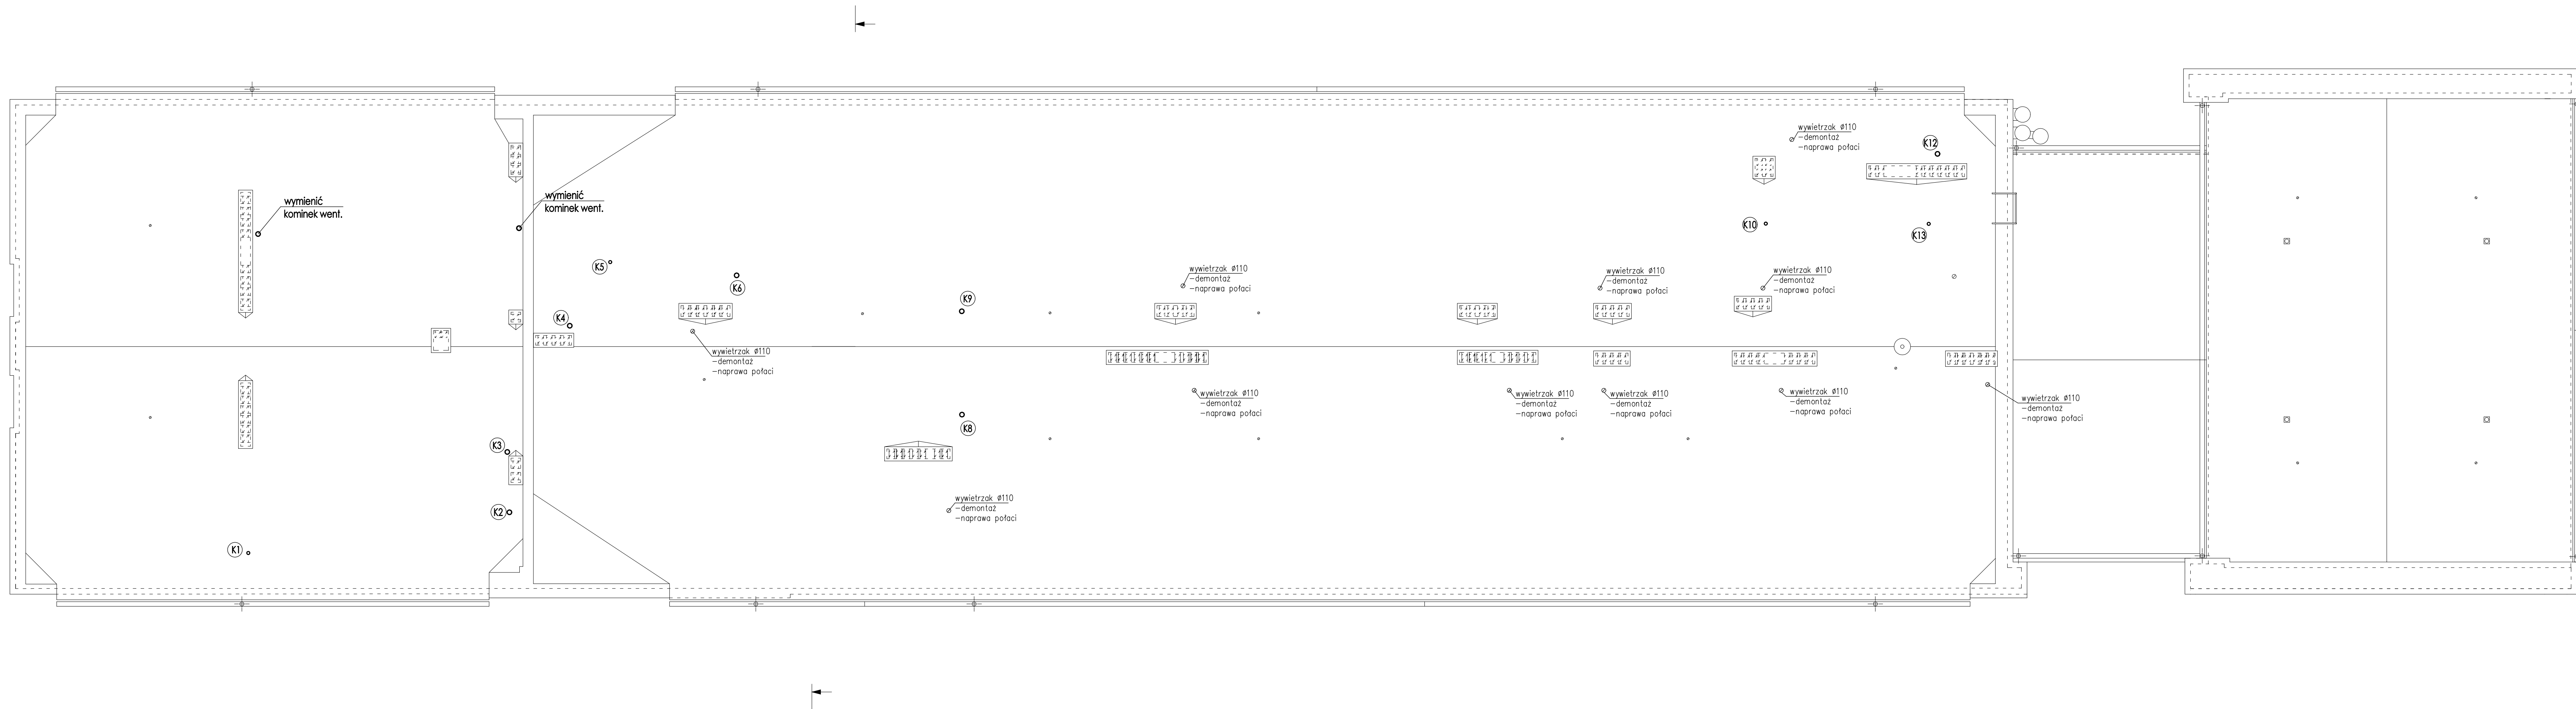 wywietrzak Ø110
-demontaż
-naprawa połaci
K12
wymienić
kominek went.
wymienić
kominek went.
K10
K13
K5
wywietrzak Ø110
-demontaż
-naprawa połaci
wywietrzak Ø110
-demontaż
-naprawa połaci
wywietrzak Ø110
-demontaż
-naprawa połaci
K6
K9
K4
wywietrzak Ø110
-demontaż
-naprawa połaci
wywietrzak Ø110
-demontaż
-naprawa połaci
wywietrzak Ø110
-demontaż
-naprawa połaci
wywietrzak Ø110
-demontaż
-naprawa połaci
wywietrzak Ø110
-demontaż
-naprawa połaci
wywietrzak Ø110
-demontaż
-naprawa połaci
K8
K3
K2
wywietrzak Ø110
-demontaż
-naprawa połaci
K1